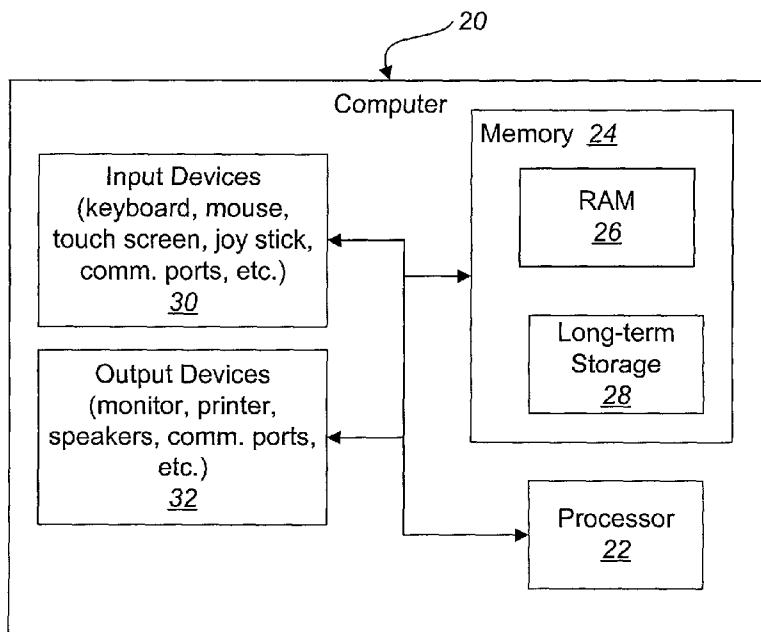 20
Computer
Input Devices
(keyboard, mouse,
touch screen, joy stick,
comm. ports, etc.)
30
Output Devices
(monitor, printer,
speakers, comm. ports,
etc.)
32
Memory 24
RAM
26
Long-term
Storage
28
Processor
22